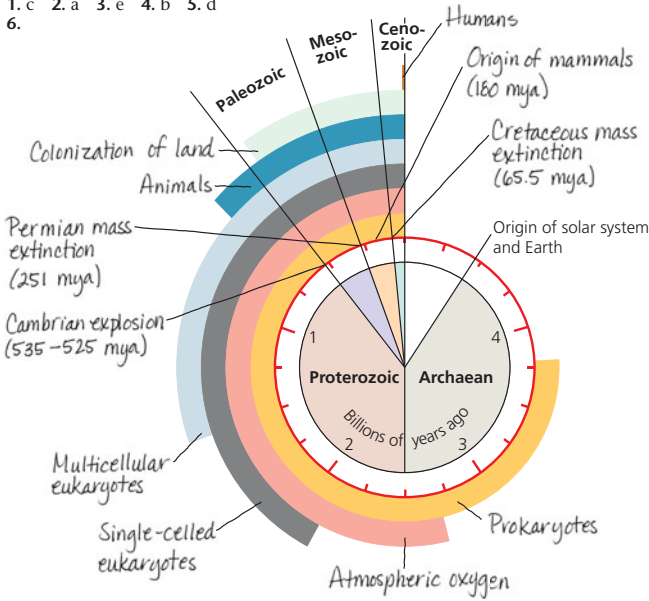 1. c 2. a 3. e 4. b 5. d
6.
Humans
Ceno-
zoic
Meso-
zoic
Paleozoic
Origin of mammals
(180 mya)
Cretaceous mass
extinction
(65.5 mya)
Colonization of land
Animals
Permian mass
extinction
(251 mya)
Origin of solar system
and Earth
Cambrian explosion
(535–525 mya)
1
4
Proterozoic
Archaean
Billions of years ago
2
3
Multicellular
eukaryotes
Single-celled
eukaryotes
Prokaryotes
Atmospheric oxygen